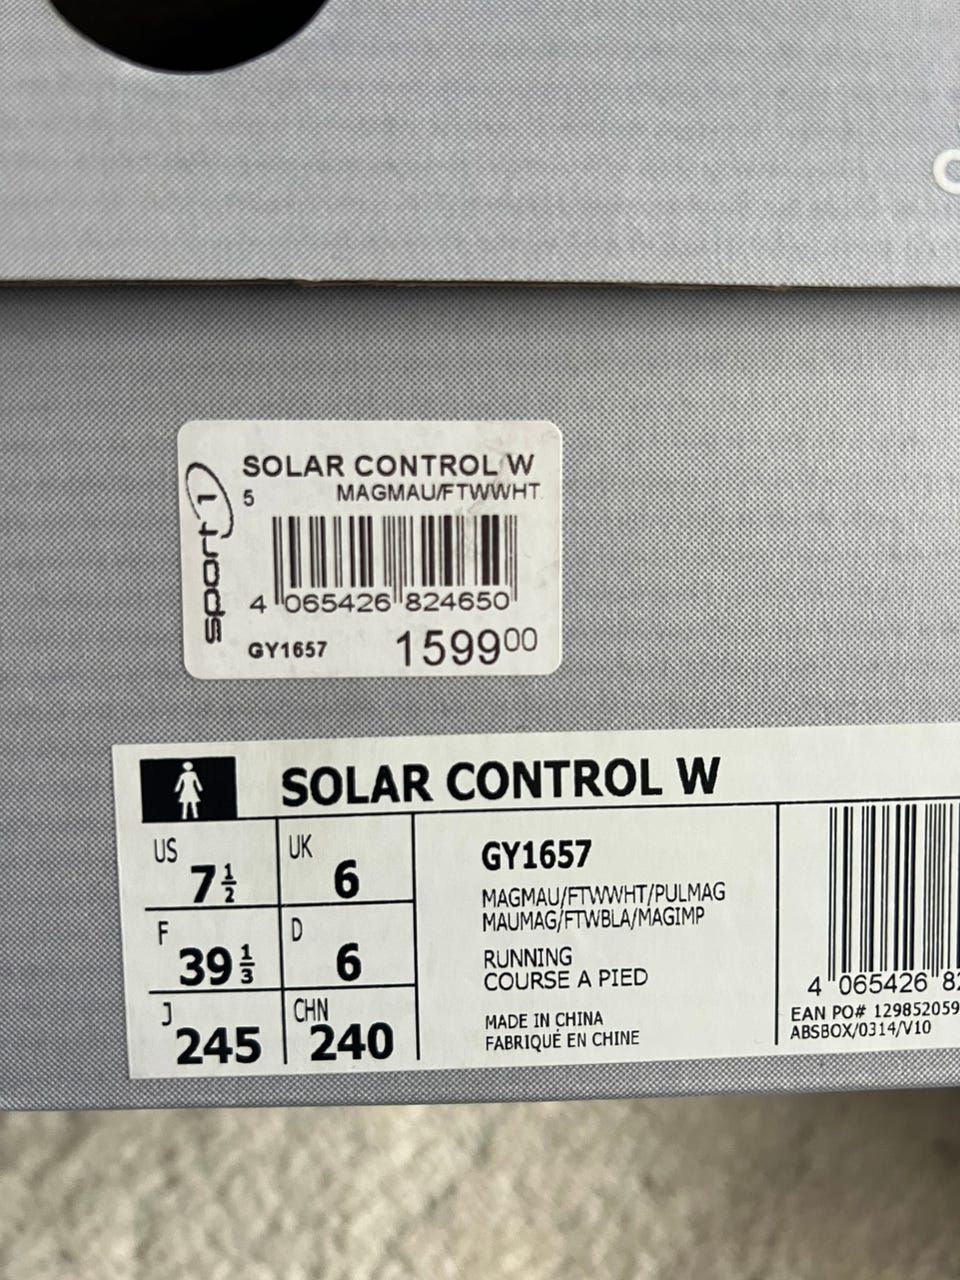 SOLAR CONTROL W
5 MAGMAU/FTWWHT
sport 1
4 065426 824650
GY1657 159900
SOLAR CONTROL W
US 7½ UK 6
F 39⅓ D 6
J 245 CHN 240
GY1657
MAGMAU/FTWWHT/PULMAG
MAUMAG/FTWBLA/MAGIMP
RUNNING
COURSE A PIED
MADE IN CHINA
FABRIQUÉ EN CHINE
4 065426 82
EAN PO# 129852059
ABSBOX/0314/V10